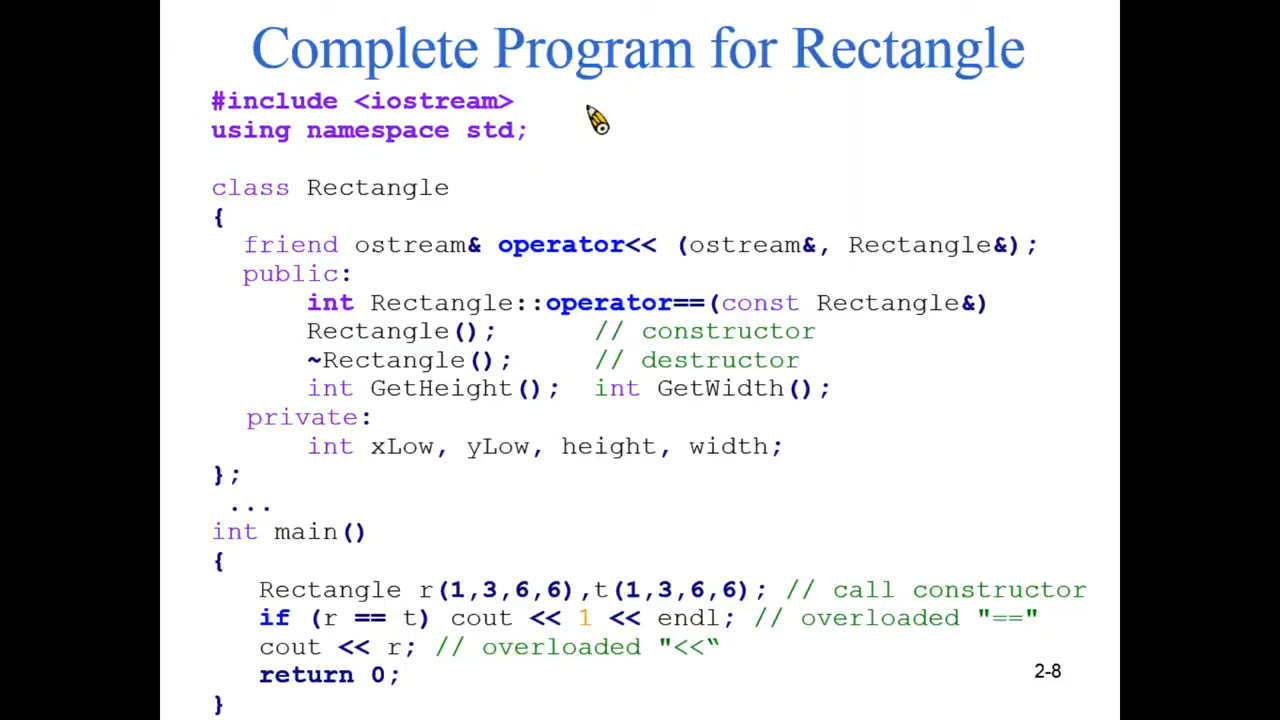 Complete Program for Rectangle
#include <iostream>
using namespace std;
class Rectangle
{
friend ostream& operator<< (ostream&, Rectangle&);
public:
int Rectangle::operator==(const Rectangle&)
Rectangle(); // constructor
~Rectangle(); // destructor
int GetHeight(); int GetWidth();
private:
int xLow, yLow, height, width;
};
...
int main()
{
Rectangle r(1,3,6,6),t(1,3,6,6); // call constructor
if (r == t) cout << 1 << endl; // overloaded "=="
cout << r; // overloaded "<<“
return 0;
}
2-8